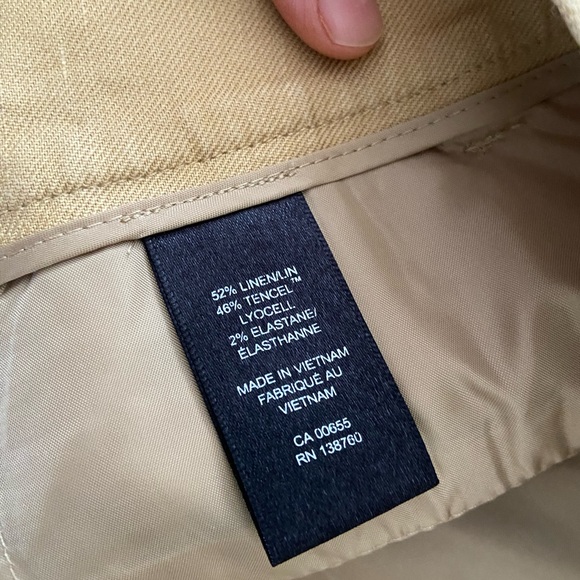 52% LINEN/LIN
46% TENCEL™
LYOCELL
2% ELASTANE/
ÉLASTHANNE
MADE IN VIETNAM
FABRIQUÉ AU
VIETNAM
CA 00655
RN 138760